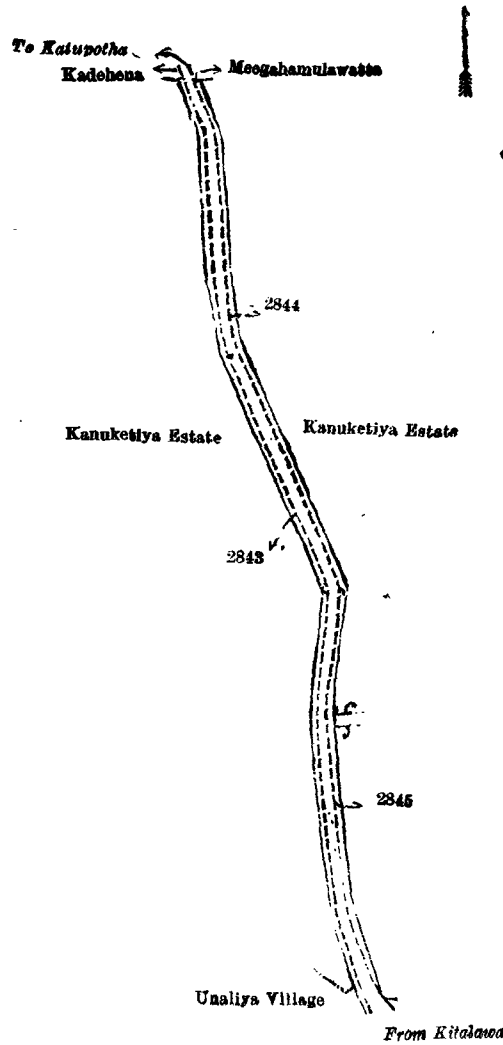 To Katupotha
Kadehena
Meegahamulawatta
2844
Kanuketiya Estate
Kanuketiya Estate
2843
2845
Unaliya Village
From Kitalawa